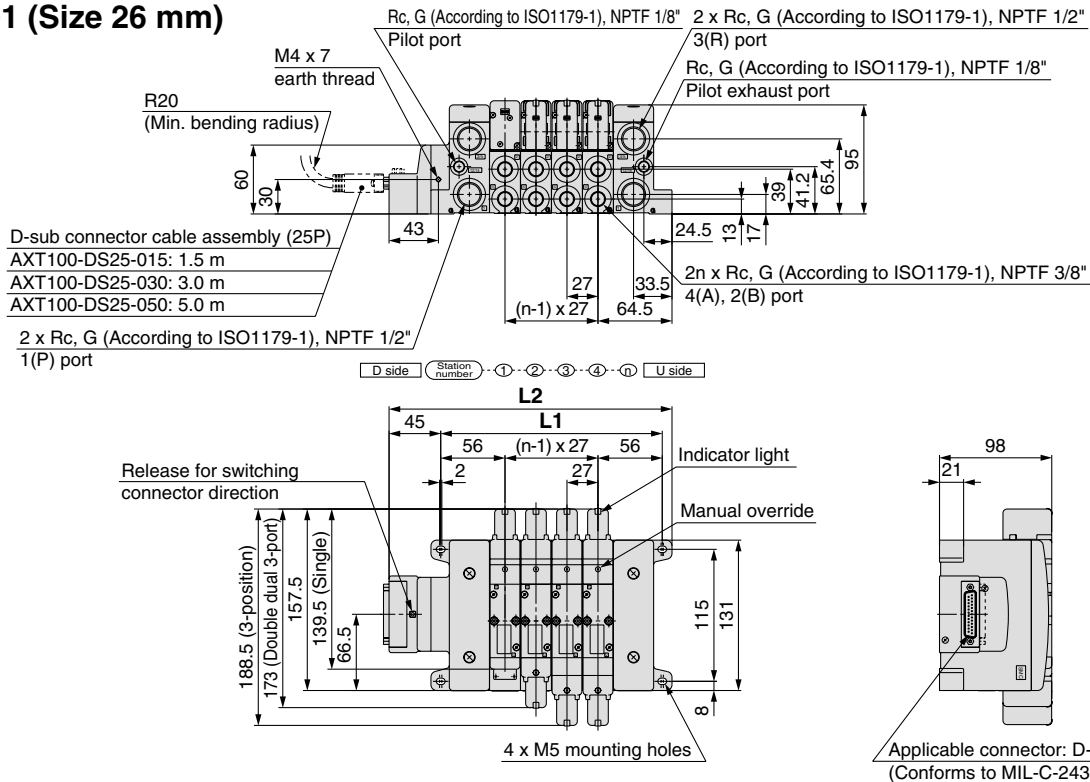 1 (Size 26 mm)
Rc, G (According to ISO1179-1), NPTF 1/8"
Pilot port
2 x Rc, G (According to ISO1179-1), NPTF 1/2"
3(R) port
M4 x 7
earth thread
Rc, G (According to ISO1179-1), NPTF 1/8"
Pilot exhaust port
R20
(Min. bending radius)
60
30
43
13
17
39
41.2
65.4
95
24.5
33.5
27
(n-1) x 27
64.5
D-sub connector cable assembly (25P)
AXT100-DS25-015: 1.5 m
AXT100-DS25-030: 3.0 m
AXT100-DS25-050: 5.0 m
2n x Rc, G (According to ISO1179-1), NPTF 3/8"
4(A), 2(B) port
2 x Rc, G (According to ISO1179-1), NPTF 1/2"
1(P) port
D side
Station number
1 2 3 4 n
U side
L2
45
L1
56
(n-1) x 27
56
2
27
Indicator light
Release for switching
connector direction
Manual override
188.5 (3-position)
173 (Double dual 3-port)
157.5
139.5 (Single)
66.5
115
131
8
4 x M5 mounting holes
98
21
Applicable connector: D-
(Conforms to MIL-C-243